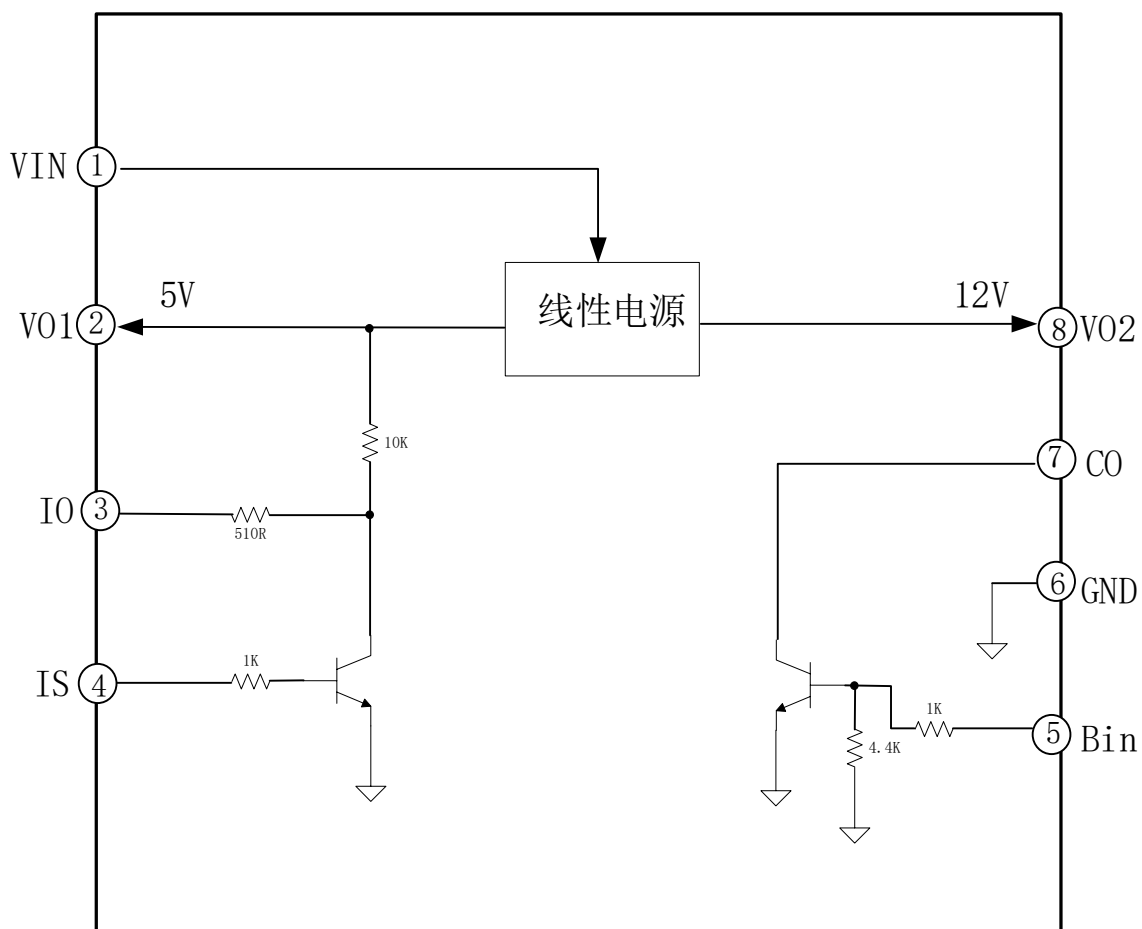 VIN ①
5V
12V
线性电源
VO1 ②
⑧ VO2
10K
⑦ CO
IO ③
510R
⑥ GND
1K
IS ④
1K
4.4K
⑤ Bin